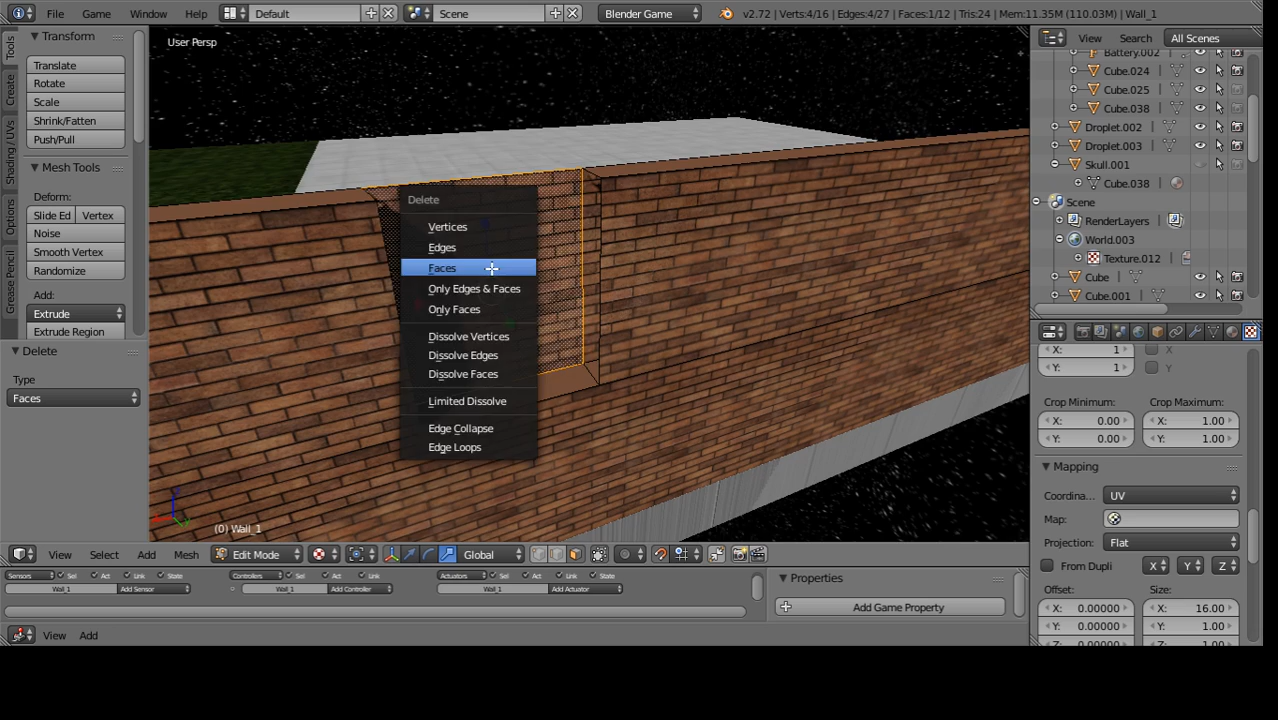 File Game Window Help Default Scene Blender Game v2.72 | Verts:4/16 | Edges:4/27 | Faces:1/12 | Tris:24 | Mem:11.35M (110.03M) | Wall_1
Tools
Create
Shading / UVs
Options
Grease Pencil
Transform
Translate
Rotate
Scale
Shrink/Fatten
Push/Pull
Mesh Tools
Deform:
Slide Ed Vertex
Noise
Smooth Vertex
Randomize
Add:
Extrude
Extrude Region
Delete
Type
Faces
User Persp
Delete
Vertices
Edges
Faces
Only Edges & Faces
Only Faces
Dissolve Vertices
Dissolve Edges
Dissolve Faces
Limited Dissolve
Edge Collapse
Edge Loops
(0) Wall_1
View Select Add Mesh Edit Mode Global
Sensors Sel Act Link State Controllers Sel Act Link Actuators Sel Act Link State
Wall_1 Add Sensor Wall_1 Add Controller Wall_1 Add Actuator
Properties
Add Game Property
View Add
View Search All Scenes
Battery.002
Cube.024
Cube.025
Cube.038
Droplet.002
Droplet.003
Skull.001
Cube.038
Scene
RenderLayers
World.003
Texture.012
Cube
Cube.001
X: 1 X
Y: 1 Y
Crop Minimum: Crop Maximum:
X: 0.00 X: 1.00
Y: 0.00 Y: 1.00
Mapping
Coordina... UV
Map:
Projection: Flat
From Dupli X Y Z
Offset: Size:
X: 0.00000 X: 16.00
Y: 0.00000 Y: 1.00
Z: 0.00000 Z: 1.00